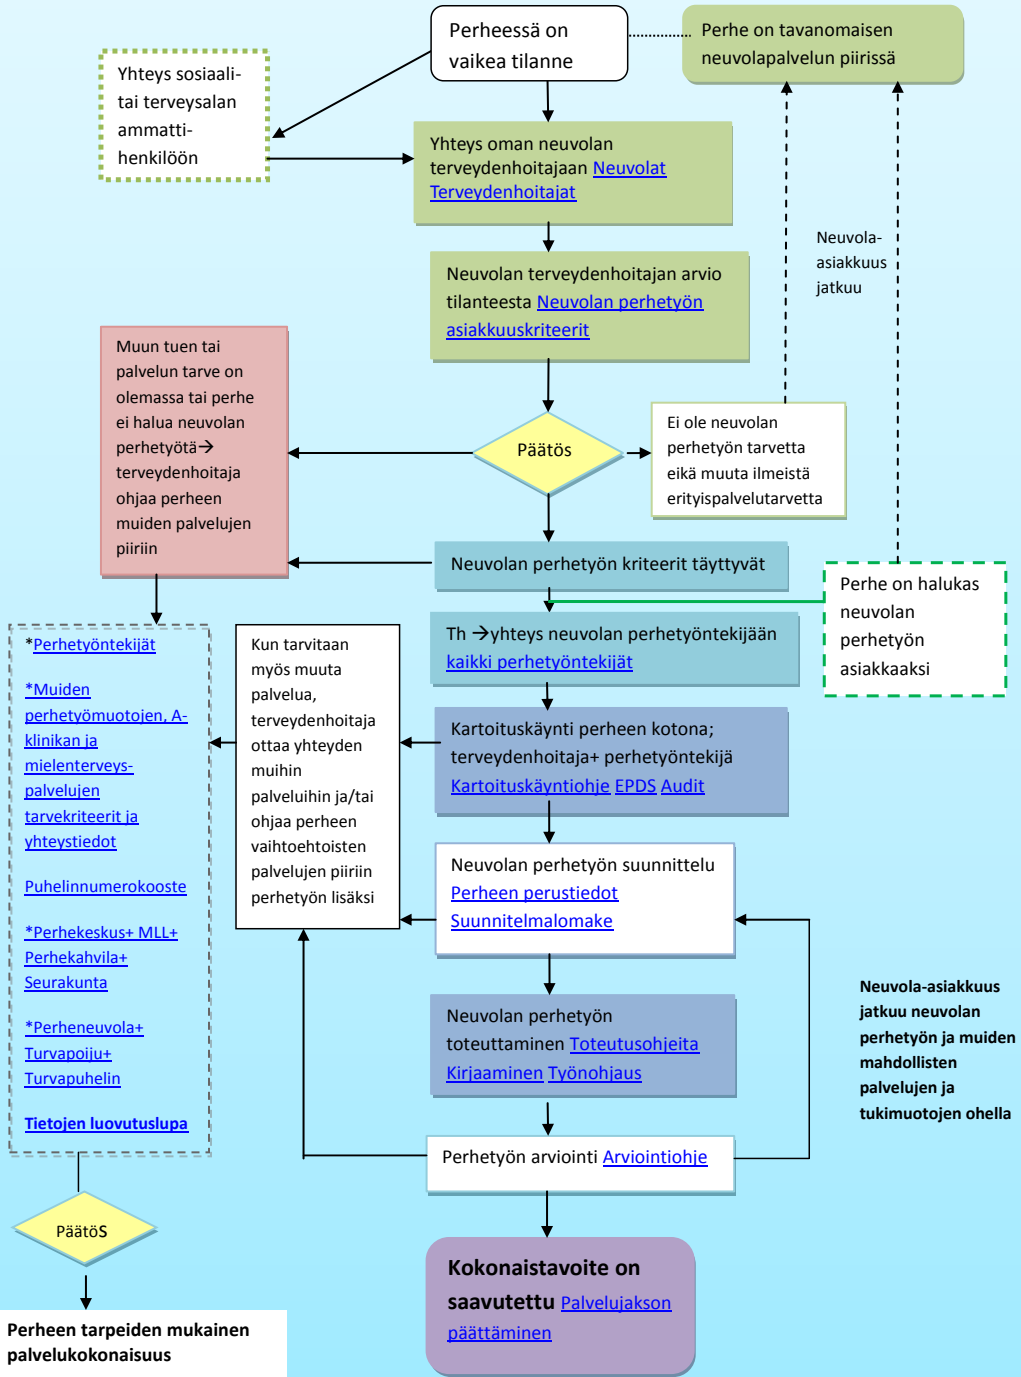 Perheessä on
vaikea tilanne
Perhe on tavanomaisen
neuvolapalvelun piirissä
Yhteys sosiaali-
tai terveysalan
ammatti-
henkilöön
Yhteys oman neuvolan
terveydenhoitajaan Neuvolat
Terveydenhoitajat
Neuvola-
asiakkuus
jatkuu
Neuvolan terveydenhoitajan arvio
tilanteesta Neuvolan perhetyön
asiakkuuskriteerit
Muun tuen tai
palvelun tarve on
olemassa tai perhe
ei halua neuvolan
perhetyötä→
terveydenhoitaja
ohjaa perheen
muiden palvelujen
piiriin
Päätös
Ei ole neuvolan
perhetyön tarvetta
eikä muuta ilmeistä
erityispalvelutarvetta
Neuvolan perhetyön kriteerit täyttyvät
Perhe on halukas
neuvolan
perhetyön
asiakkaaksi
Th →yhteys neuvolan perhetyöntekijään
kaikki perhetyöntekijät
*Perhetyöntekijät
*Muiden
perhetyömuotojen, A-
klinikan ja
mielenterveys-
palvelujen
tarvekriteerit ja
yhteystiedot
Puhelinnumerokooste
*Perhekeskus+ MLL+
Perhekahvila+
Seurakunta
*Perheneuvola+
Turvapoiju+
Turvapuhelin
Tietojen luovutuslupa
Kun tarvitaan
myös muuta
palvelua,
terveydenhoitaja
ottaa yhteyden
muihin
palveluihin ja/tai
ohjaa perheen
vaihtoehtoisten
palvelujen piiriin
perhetyön lisäksi
Kartoituskäynti perheen kotona;
terveydenhoitaja+ perhetyöntekijä
Kartoituskäyntiohje EPDS Audit
Neuvolan perhetyön suunnittelu
Perheen perustiedot
Suunnitelmalomake
Neuvolan perhetyön
toteuttaminen Toteutusohjeita
Kirjaaminen Työnohjaus
Neuvola-asiakkuus
jatkuu neuvolan
perhetyön ja muiden
mahdollisten
palvelujen ja
tukimuotojen ohella
Perhetyön arviointi Arviointiohje
PäätöS
Kokonaistavoite on
saavutettu Palvelujakson
päättäminen
Perheen tarpeiden mukainen
palvelukokonaisuus